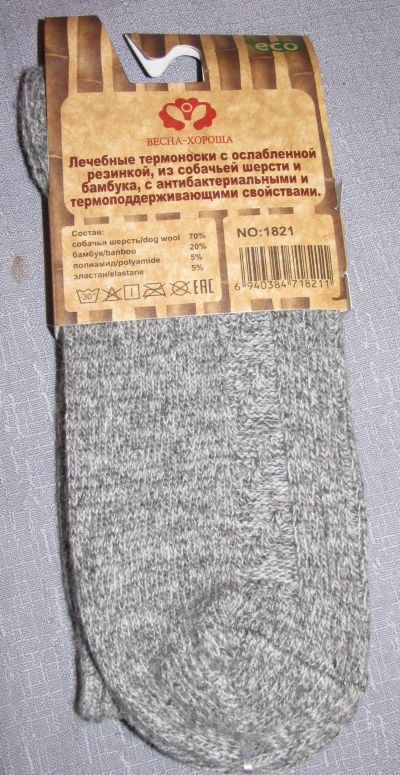 eco
ВЕСНА-ХОРОША
Лечебные термоноски с ослабленной
резинкой, из собачьей шерсти и
бамбука, с антибактериальными и
термоподдерживающими свойствами.
Состав:
собачья шерсть/dog wool 70%
бамбук/banboo 20%
полиамид/polyamide 5%
эластан/elastane 5%
30°
EAC
NO:1821
6 940384 718211